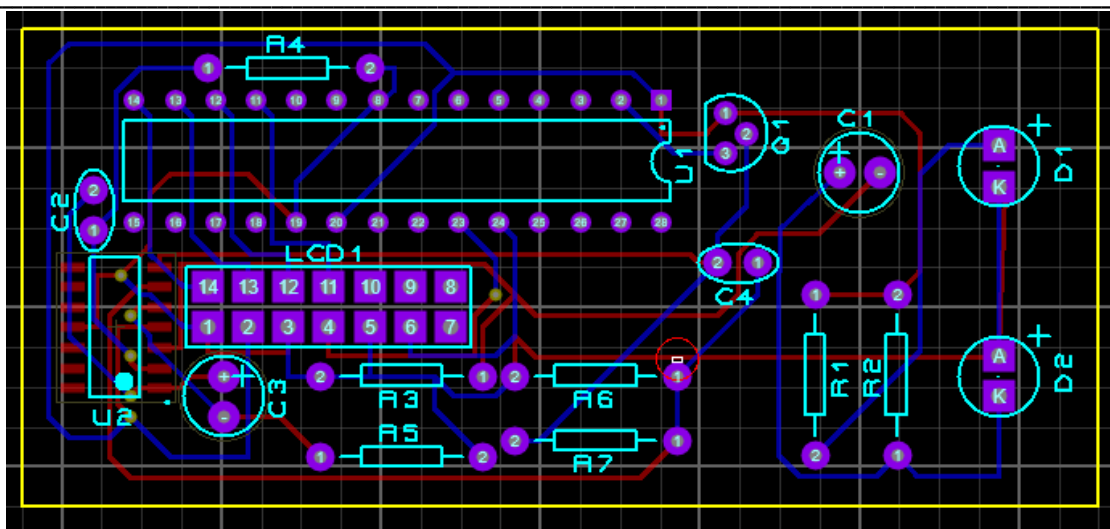 R4
1 2
14 13 12 11 10 9 8 7 6 5 4 3 2 1
1 2 3
Q1
C1
+ -
A K
+
D1
U1
C2
2 1
15 16 17 18 19 20 21 22 23 24 25 26 27 28
LCD1
14 13 12 11 10 9 8
1 2 3 4 5 6 7
2 1
C4
U2
+ -
+
C3
2 1
R3
2 1
R6
R5
1 2
2 1
R7
1 2
R1 R2
2 1
A K
+
D2